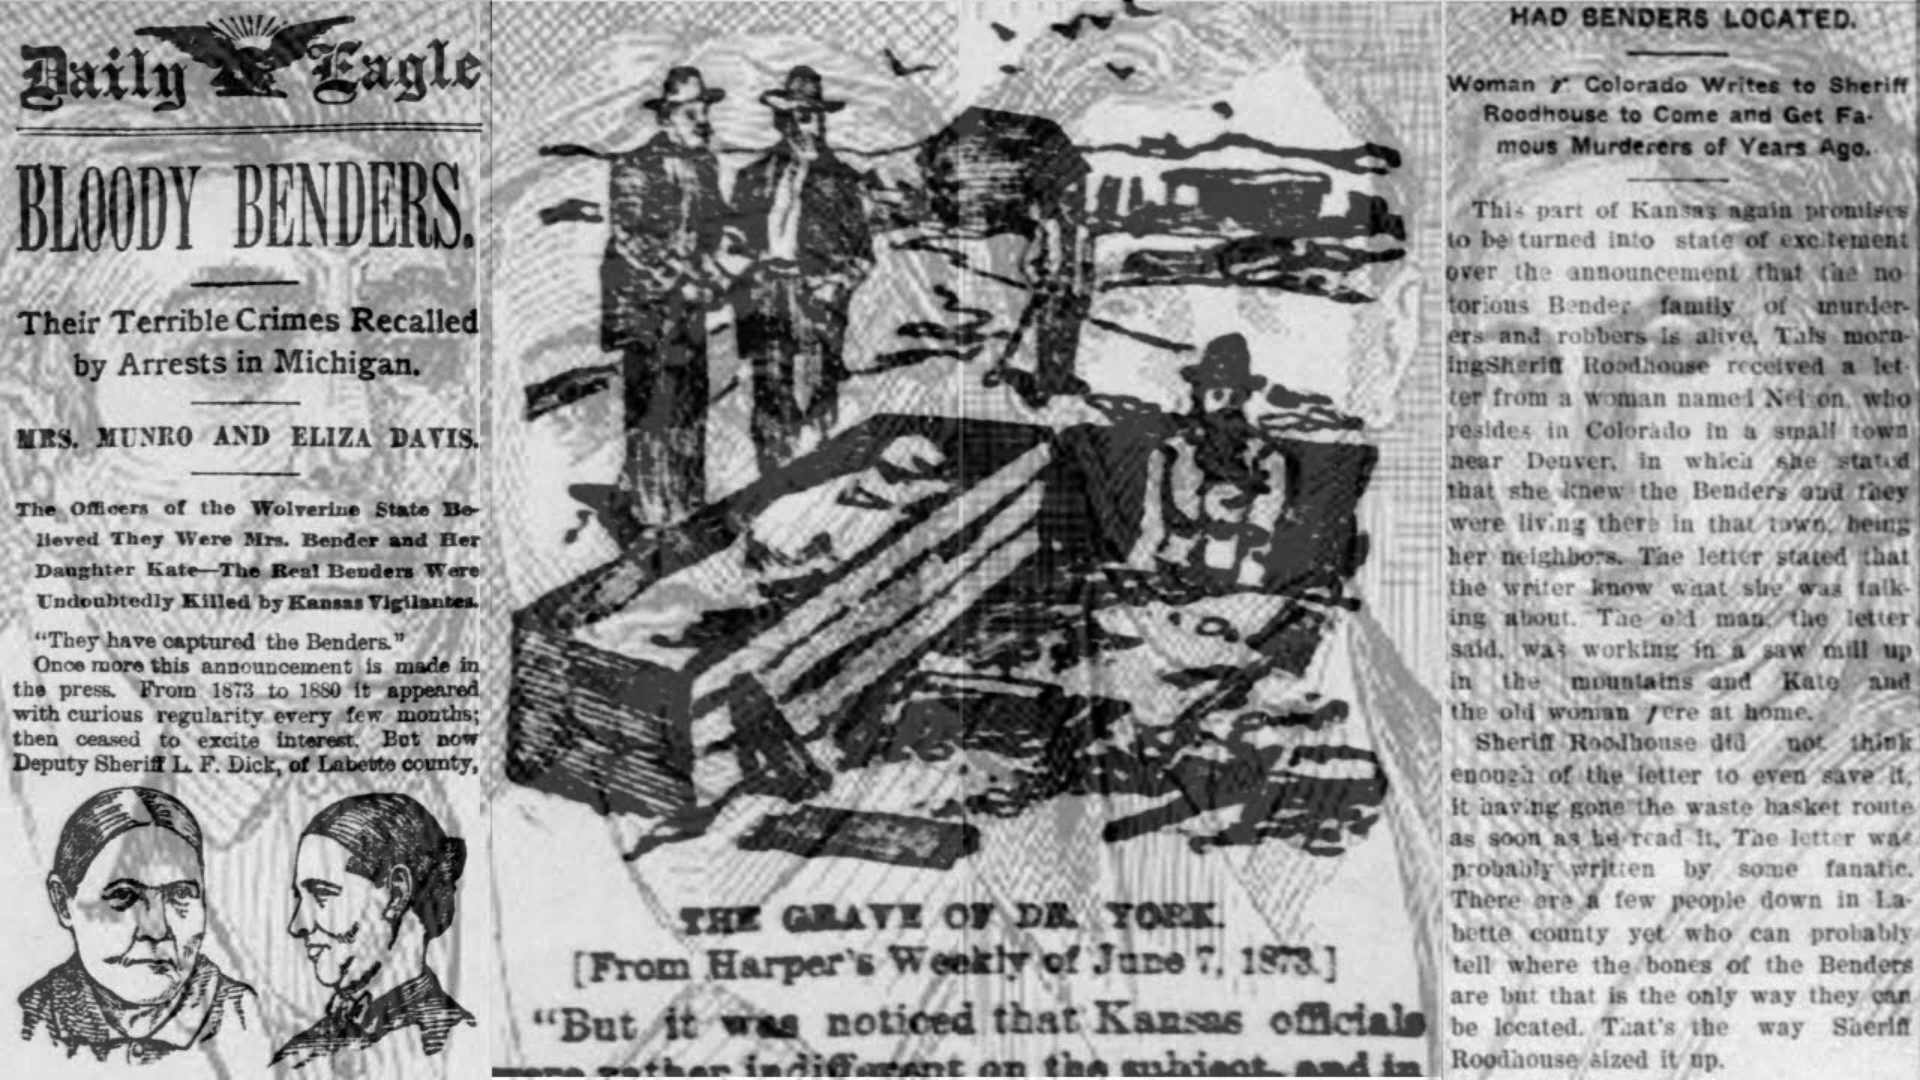 Daily Eagle
BLOODY BENDERS.
Their Terrible Crimes Recalled
by Arrests in Michigan.
MRS. MUNRO AND ELIZA DAVIS.
The Officers of the Wolverine State Be-
lieved They Were Mrs. Bender and Her
Daughter Kate—The Real Benders Were
Undoubtedly Killed by Kansas Vigilantes.
"They have captured the Benders."
Once more this announcement is made in
the press. From 1873 to 1880 it appeared
with curious regularity every few months;
then ceased to excite interest. But now
Deputy Sheriff L. F. Dick, of Labette county,
THE GRAVE OF DR. YORK.
[From Harper's Weekly of June 7, 1873.]
"But it was noticed that Kansas officials
were rather indifferent on the subject, and in
HAD BENDERS LOCATED.
Woman Colorado Writes to Sheriff
Roodhouse to Come and Get Fa-
mous Murderers of Years Ago.
This part of Kansas again promises
to be turned into state of excitement
over the announcement that the no
torious Bender family of murder-
ers and robbers is alive. This morn-
ingSheriff Roodhouse received a let-
ter from a woman named Nelson, who
resides in Colorado in a small town
near Denver, in which she stated
that she knew the Benders and they
were living there in that town, being
her neighbors. The letter stated that
the writer know what she was talk-
ing about. The old man, the letter
said, was working in a saw mill up
in the mountains and Kate and
the old woman were at home.
Sheriff Roodhouse did not think
enough of the letter to even save it,
it having gone the waste basket route
as soon as he read it. The letter was
probably written by some fanatic.
There are a few people down in La-
bette county yet who can probably
tell where the bones of the Benders
are but that is the only way they can
be located. That's the way Sheriff
Roodhouse sized it up.